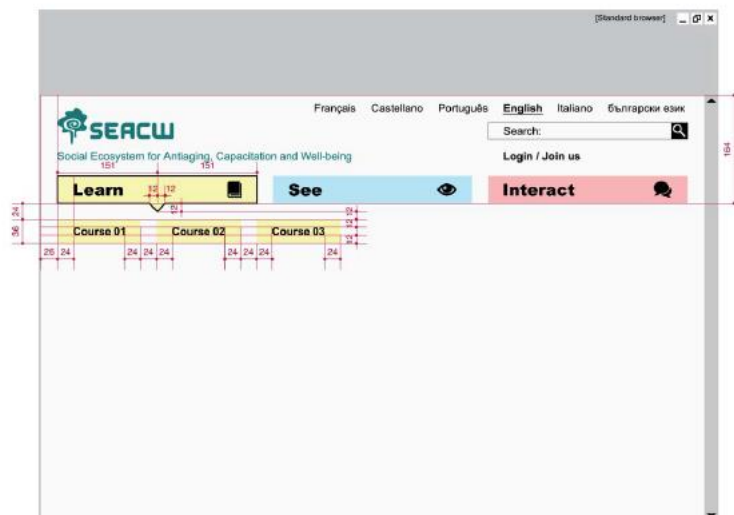 [Standard browser]
Français Castellano Português English Italiano български език
SEACW
Search:
Social Ecosystem for Antiaging, Capacitation and Well-being
Login / Join us
151 151
164
Learn
12 12
See
Interact
24
12
12
36
Course 01
Course 02
Course 03
12
12
26 24 24 24 24 24 24 24 24